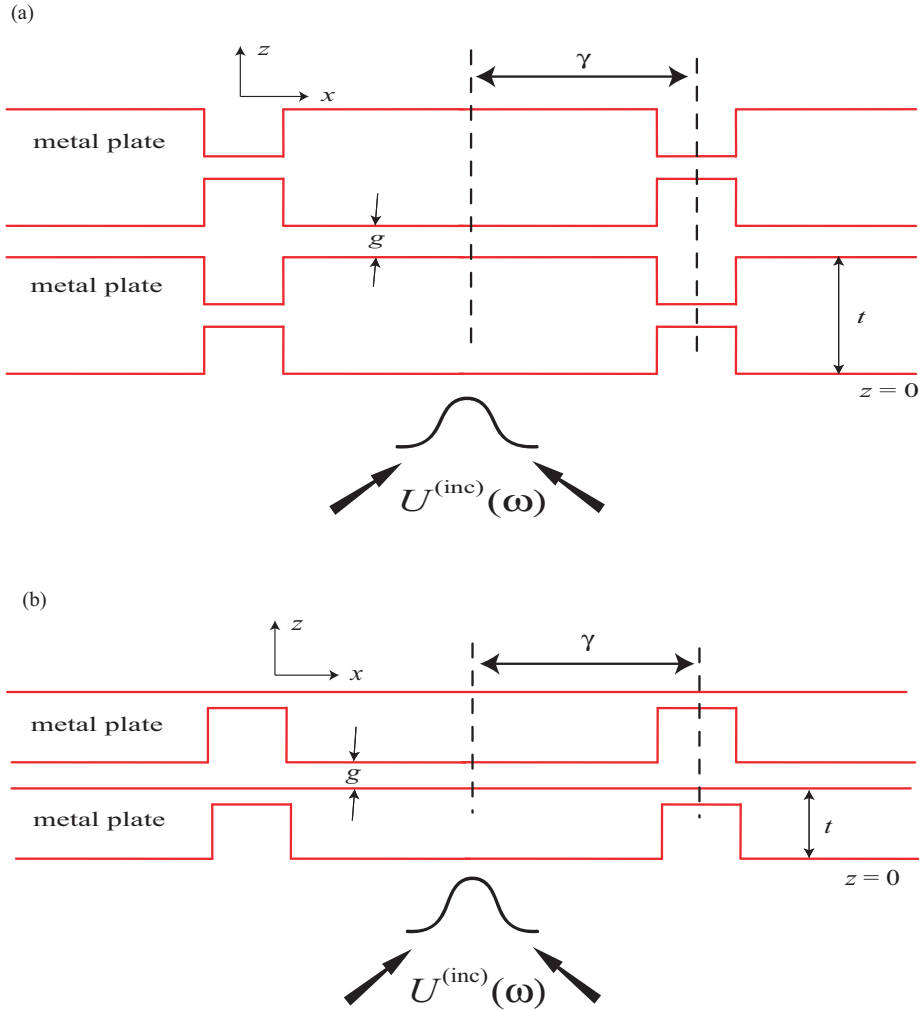 (a)
z
γ
x
metal plate
g
metal plate
t
z = 0
U(inc)(ω)
(b)
z
γ
x
metal plate
g
metal plate
t
z = 0
U(inc)(ω)